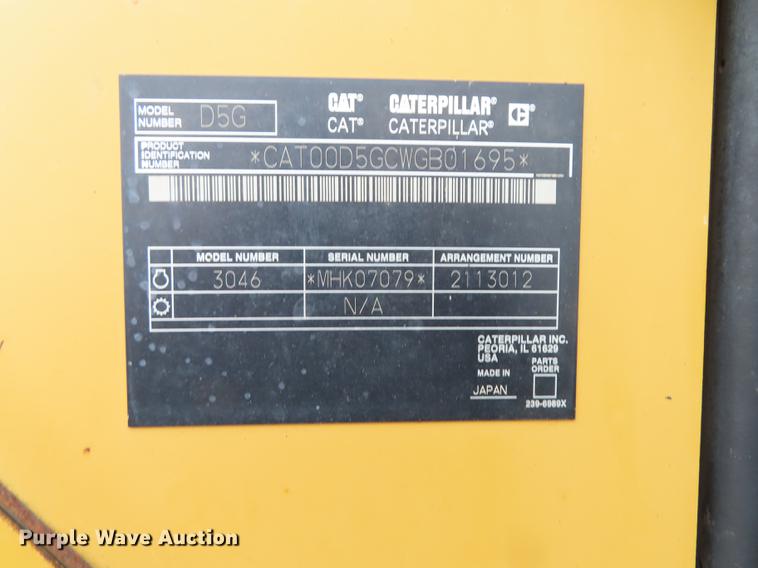 MODEL NUMBER D5G
CAT® CATERPILLAR® C®
CAT® CATERPILLAR®
PRODUCT IDENTIFICATION NUMBER *CAT00D5GCWGB01695*
MODEL NUMBER SERIAL NUMBER ARRANGEMENT NUMBER
3046 *MHK07079* 2113012
N/A
CATERPILLAR INC.
PEORIA, IL 61629
USA
MADE IN JAPAN
PARTS ORDER
239-6989X
Purple Wave Auction